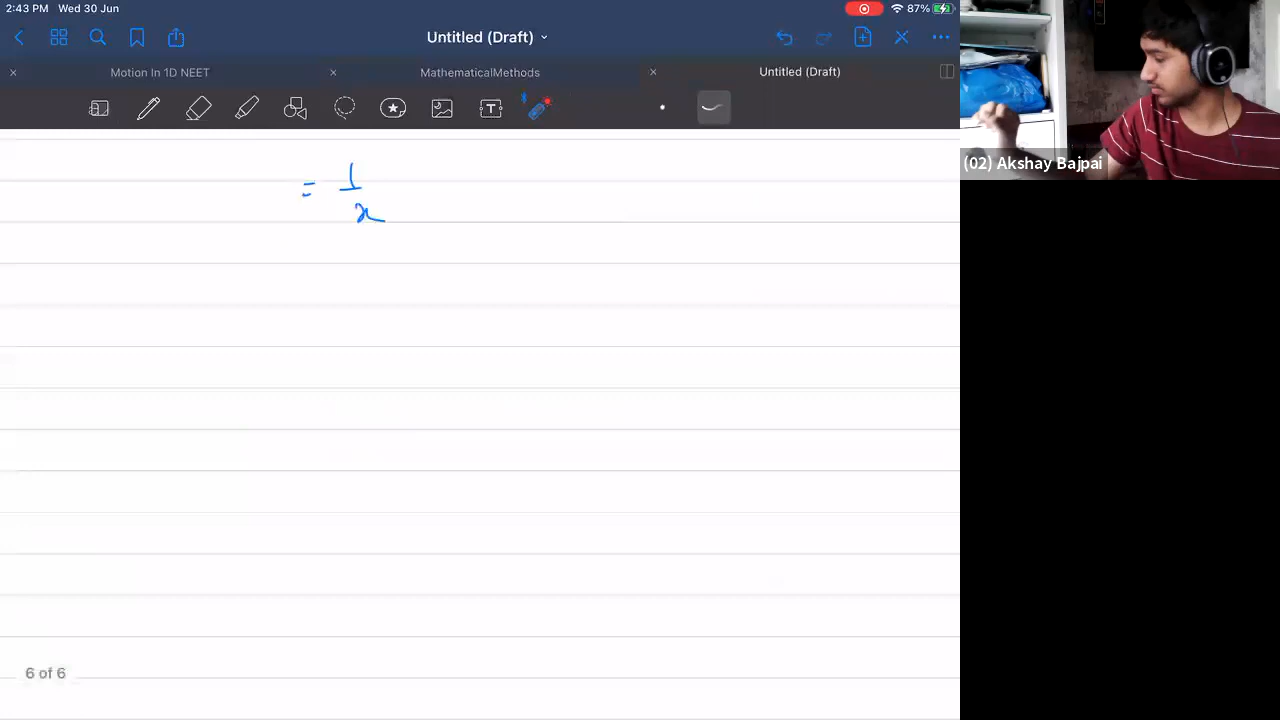 2:43 PM Wed 30 Jun 87%
Untitled (Draft)
Motion In 1D NEET MathematicalMethods Untitled (Draft)
(02) Akshay Bajpai
= 1/x
6 of 6